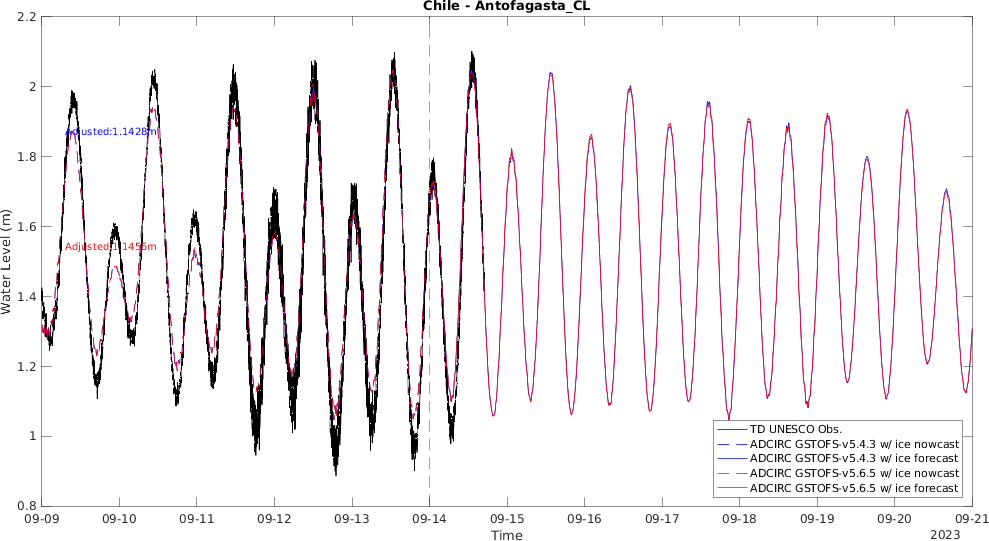 Chile - Antofagasta_CL
2.2
2
1.8
1.6
1.4
1.2
1
0.8
Water Level (m)
Adjusted:1.1428m
Adjusted:1.1455m
TD UNESCO Obs.
ADCIRC GSTOFS-v5.4.3 w/ ice nowcast
ADCIRC GSTOFS-v5.4.3 w/ ice forecast
ADCIRC GSTOFS-v5.6.5 w/ ice nowcast
ADCIRC GSTOFS-v5.6.5 w/ ice forecast
09-09 09-10 09-11 09-12 09-13 09-14 09-15 09-16 09-17 09-18 09-19 09-20 09-21
Time
2023